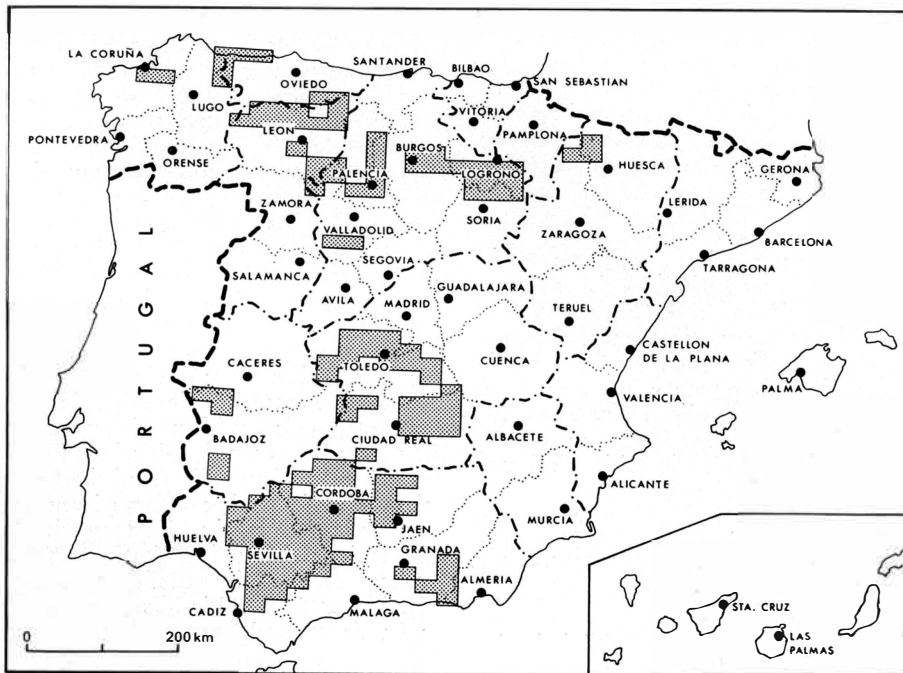 LA CORUÑA
SANTANDER
BILBAO
OVIEDO
SAN SEBASTIAN
LUGO
VITORIA
PAMPLONA
LEON
PONTEVEDRA
BURGOS
ORENSE
PALENCIA
LOGROÑO
HUESCA
GERONA
ZAMORA
SORIA
LERIDA
VALLADOLID
ZARAGOZA
BARCELONA
SEGOVIA
TARRAGONA
SALAMANCA
GUADALAJARA
AVILA
MADRID
TERUEL
PORTUGAL
CASTELLON
DE LA PLANA
CACERES
TOLEDO
CUENCA
PALMA
VALENCIA
BADAJOZ
CIUDAD REAL
ALBACETE
ALICANTE
CORDOBA
MURCIA
JAEN
HUELVA
SEVILLA
GRANADA
ALMERIA
CADIZ
MALAGA
STA. CRUZ
LAS
PALMAS
0 200 km